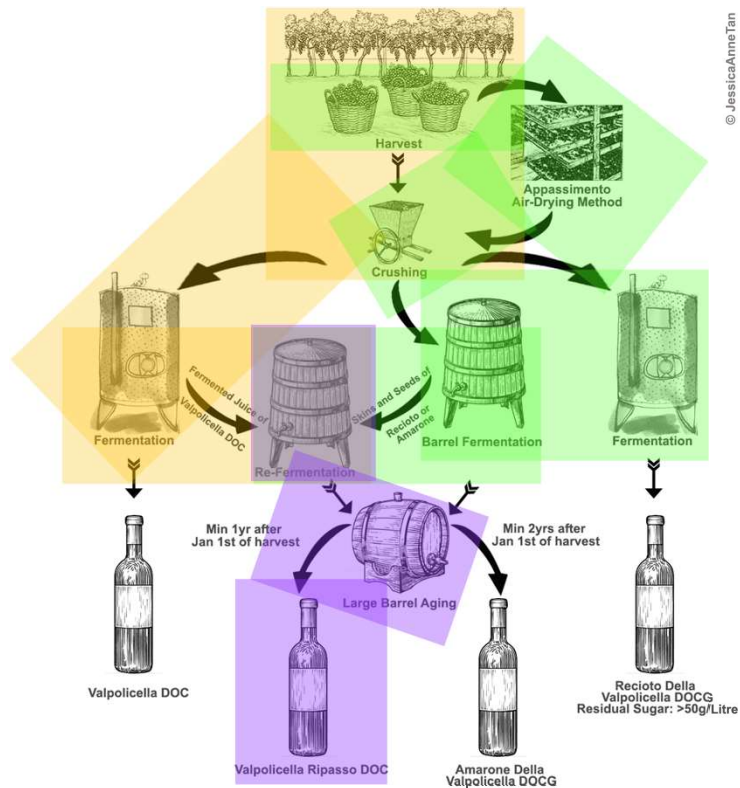 © JessicaAnneTan
Harvest
Appassimento
Air-Drying Method
Crushing
Fermentation
Fermented Juice of
Valpolicella DOC
Re-Fermentation
Skins and Seeds of
Recioto or
Amarone
Barrel Fermentation
Fermentation
Min 1yr after
Jan 1st of harvest
Min 2yrs after
Jan 1st of harvest
Large Barrel Aging
Valpolicella DOC
Valpolicella Ripasso DOC
Amarone Della
Valpolicella DOCG
Recioto Della
Valpolicella DOCG
Residual Sugar: >50g/Litre